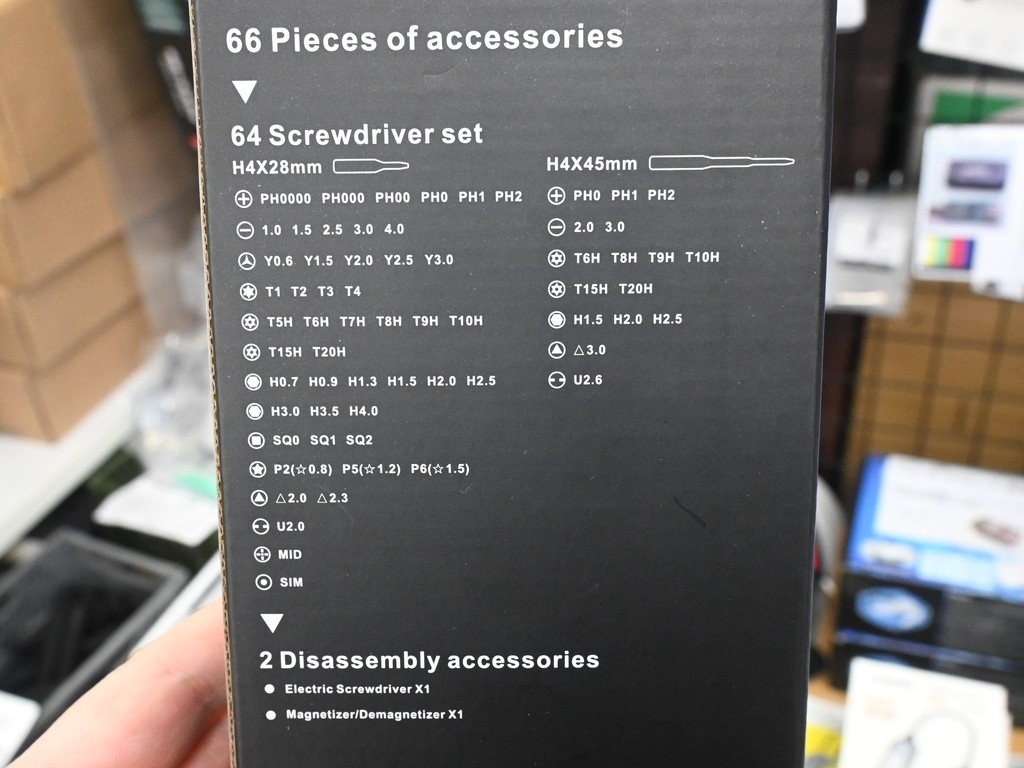 66 Pieces of accessories
64 Screwdriver set
H4X28mm
PH0000 PH000 PH00 PH0 PH1 PH2
1.0 1.5 2.5 3.0 4.0
Y0.6 Y1.5 Y2.0 Y2.5 Y3.0
T1 T2 T3 T4
T5H T6H T7H T8H T9H T10H
T15H T20H
H0.7 H0.9 H1.3 H1.5 H2.0 H2.5
H3.0 H3.5 H4.0
SQ0 SQ1 SQ2
P2(☆0.8) P5(☆1.2) P6(☆1.5)
△2.0 △2.3
U2.0
MID
SIM
H4X45mm
PH0 PH1 PH2
2.0 3.0
T6H T8H T9H T10H
T15H T20H
H1.5 H2.0 H2.5
△3.0
U2.6
2 Disassembly accessories
Electric Screwdriver X1
Magnetizer/Demagnetizer X1